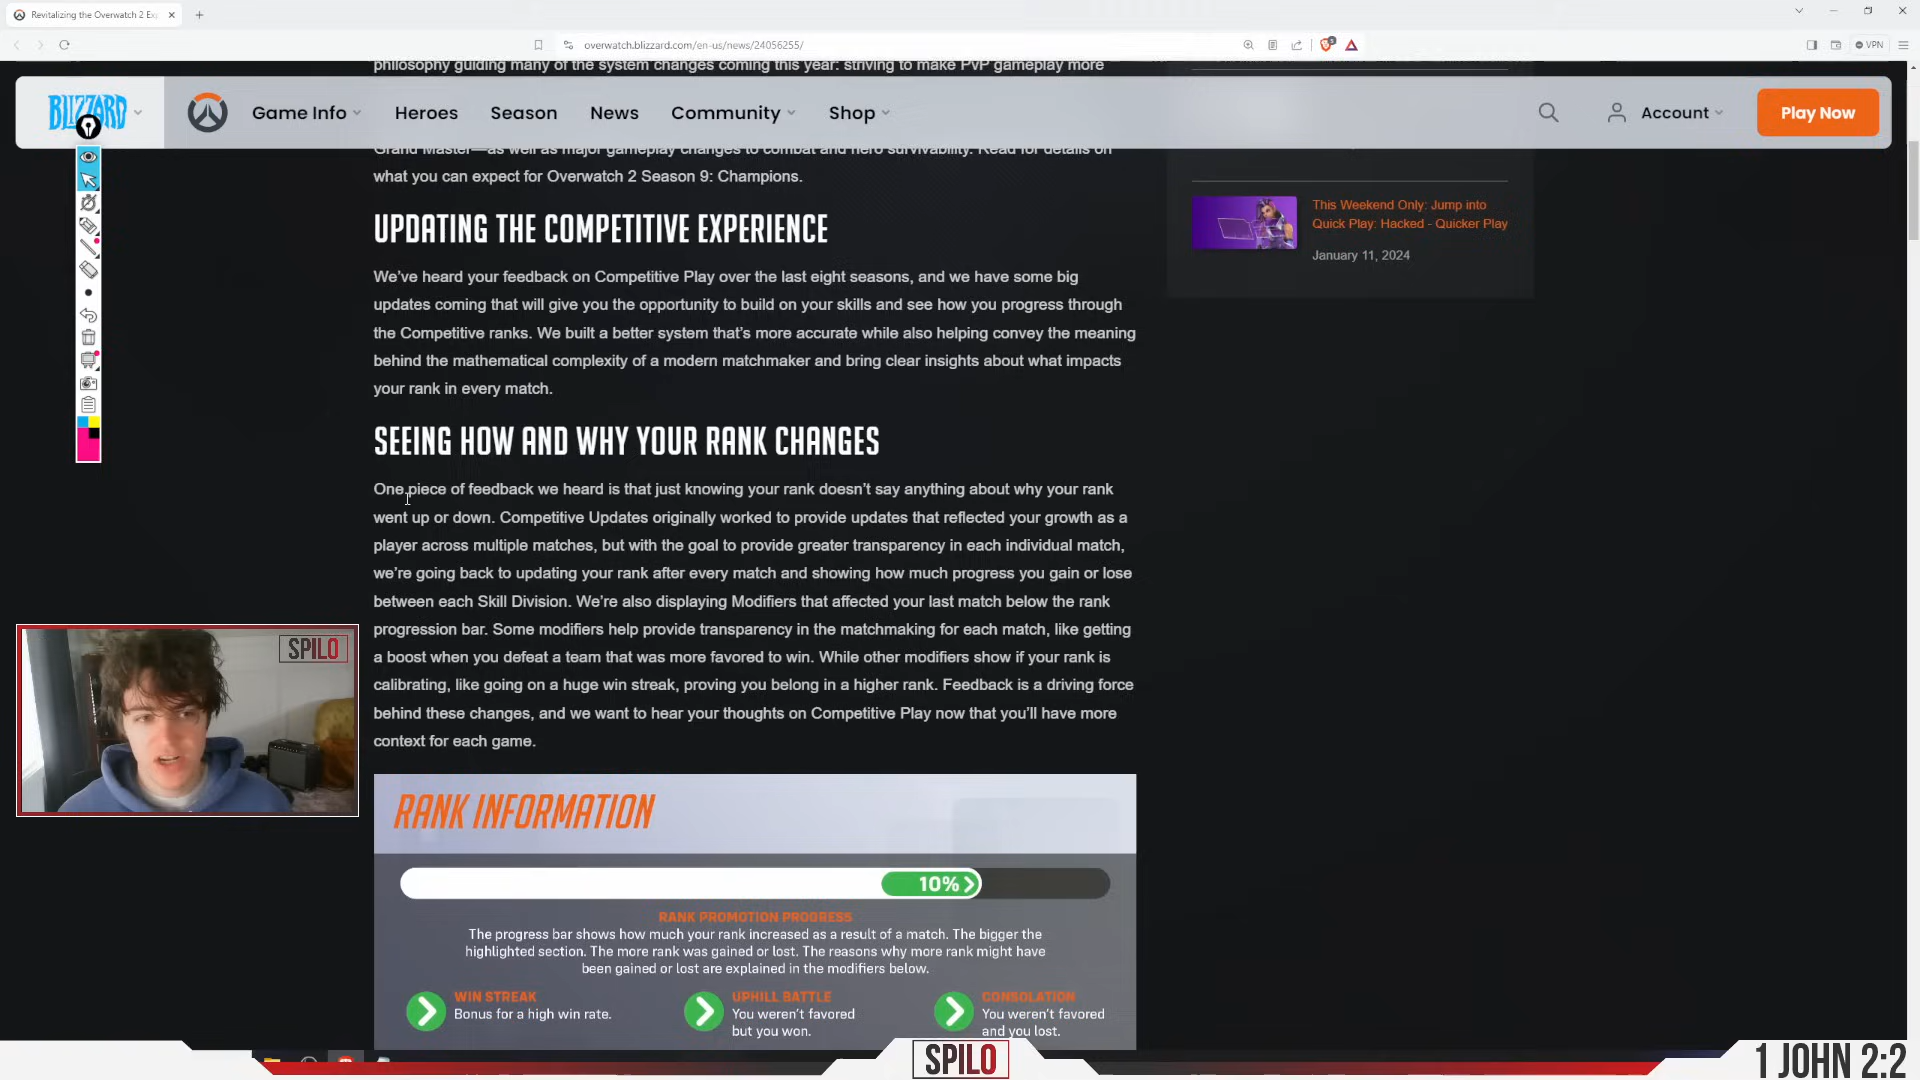 Revitalizing the Overwatch 2 Ex
overwatch.blizzard.com/en-us/news/24056255/
VPN
philosophy guiding many of the system changes coming this year: striving to make PvP gameplay more
BLIZZARD
Game Info
Heroes
Season
News
Community
Shop
Account
Play Now
Grand Master—as well as major gameplay changes to combat and hero survivability. Read for details on
what you can expect for Overwatch 2 Season 9: Champions.
This Weekend Only: Jump into
Quick Play: Hacked - Quicker Play
January 11, 2024
UPDATING THE COMPETITIVE EXPERIENCE
We've heard your feedback on Competitive Play over the last eight seasons, and we have some big
updates coming that will give you the opportunity to build on your skills and see how you progress through
the Competitive ranks. We built a better system that's more accurate while also helping convey the meaning
behind the mathematical complexity of a modern matchmaker and bring clear insights about what impacts
your rank in every match.
SEEING HOW AND WHY YOUR RANK CHANGES
One piece of feedback we heard is that just knowing your rank doesn't say anything about why your rank
went up or down. Competitive Updates originally worked to provide updates that reflected your growth as a
player across multiple matches, but with the goal to provide greater transparency in each individual match,
we're going back to updating your rank after every match and showing how much progress you gain or lose
between each Skill Division. We're also displaying Modifiers that affected your last match below the rank
progression bar. Some modifiers help provide transparency in the matchmaking for each match, like getting
a boost when you defeat a team that was more favored to win. While other modifiers show if your rank is
calibrating, like going on a huge win streak, proving you belong in a higher rank. Feedback is a driving force
behind these changes, and we want to hear your thoughts on Competitive Play now that you'll have more
context for each game.
SPILO
RANK INFORMATION
10%
RANK PROMOTION PROGRESS
The progress bar shows how much your rank increased as a result of a match. The bigger the
highlighted section. The more rank was gained or lost. The reasons why more rank might have
been gained or lost are explained in the modifiers below.
WIN STREAK
Bonus for a high win rate.
UPHILL BATTLE
You weren't favored
but you won.
CONSOLATION
You weren't favored
and you lost.
SPILO
1 JOHN 2:2